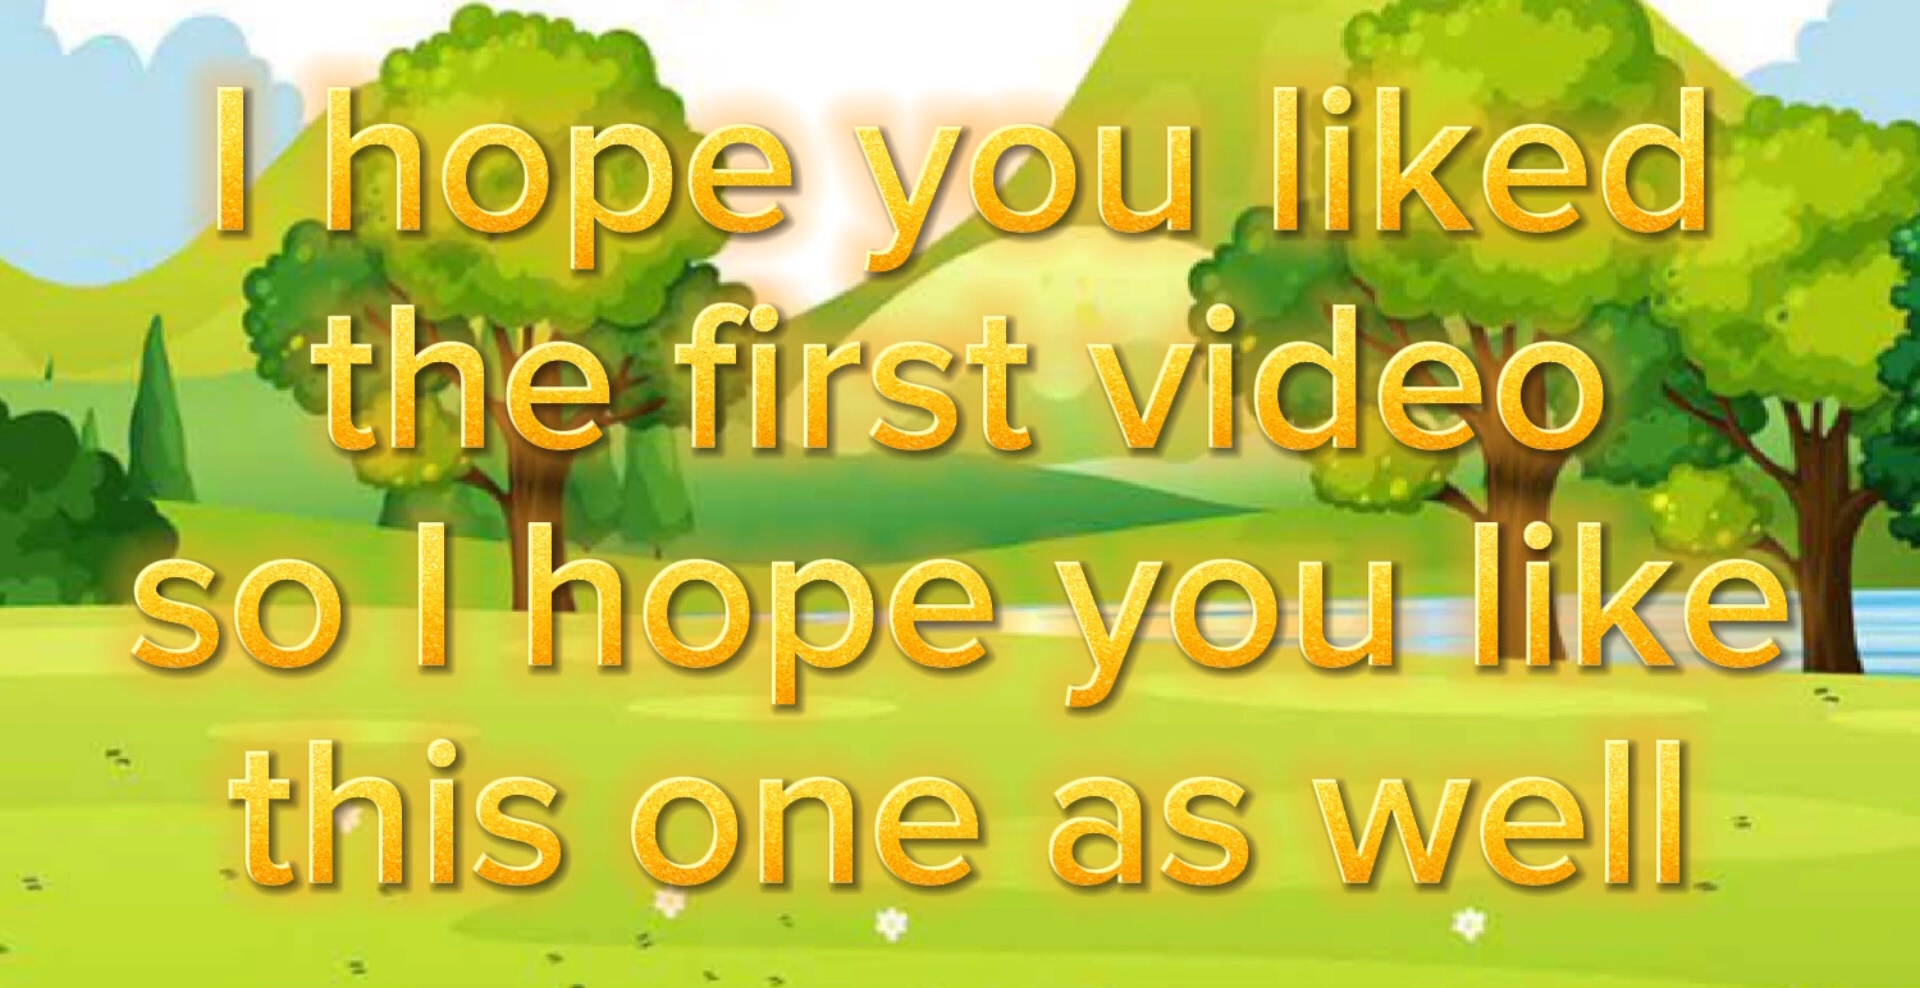 I hope you liked
the first video
so I hope you like
this one as well